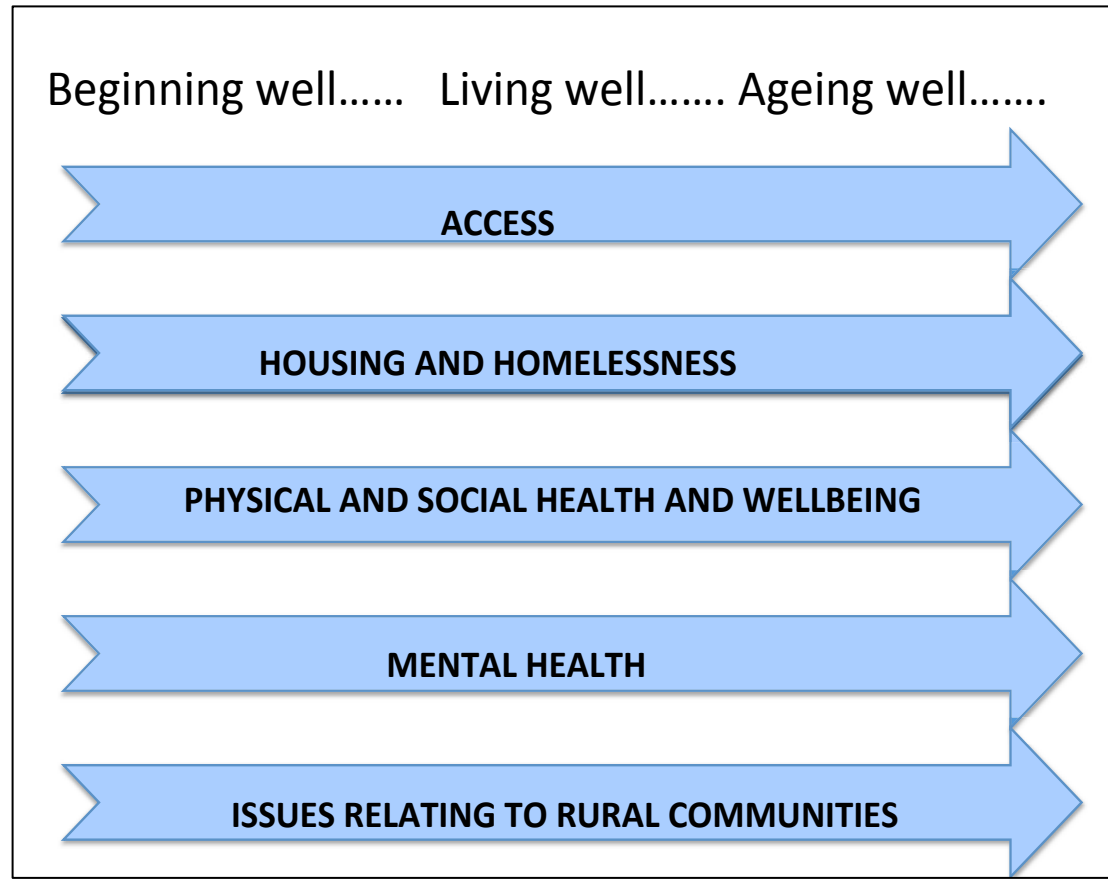 Beginning well…… Living well……. Ageing well…….
ACCESS
HOUSING AND HOMELESSNESS
PHYSICAL AND SOCIAL HEALTH AND WELLBEING
MENTAL HEALTH
ISSUES RELATING TO RURAL COMMUNITIES